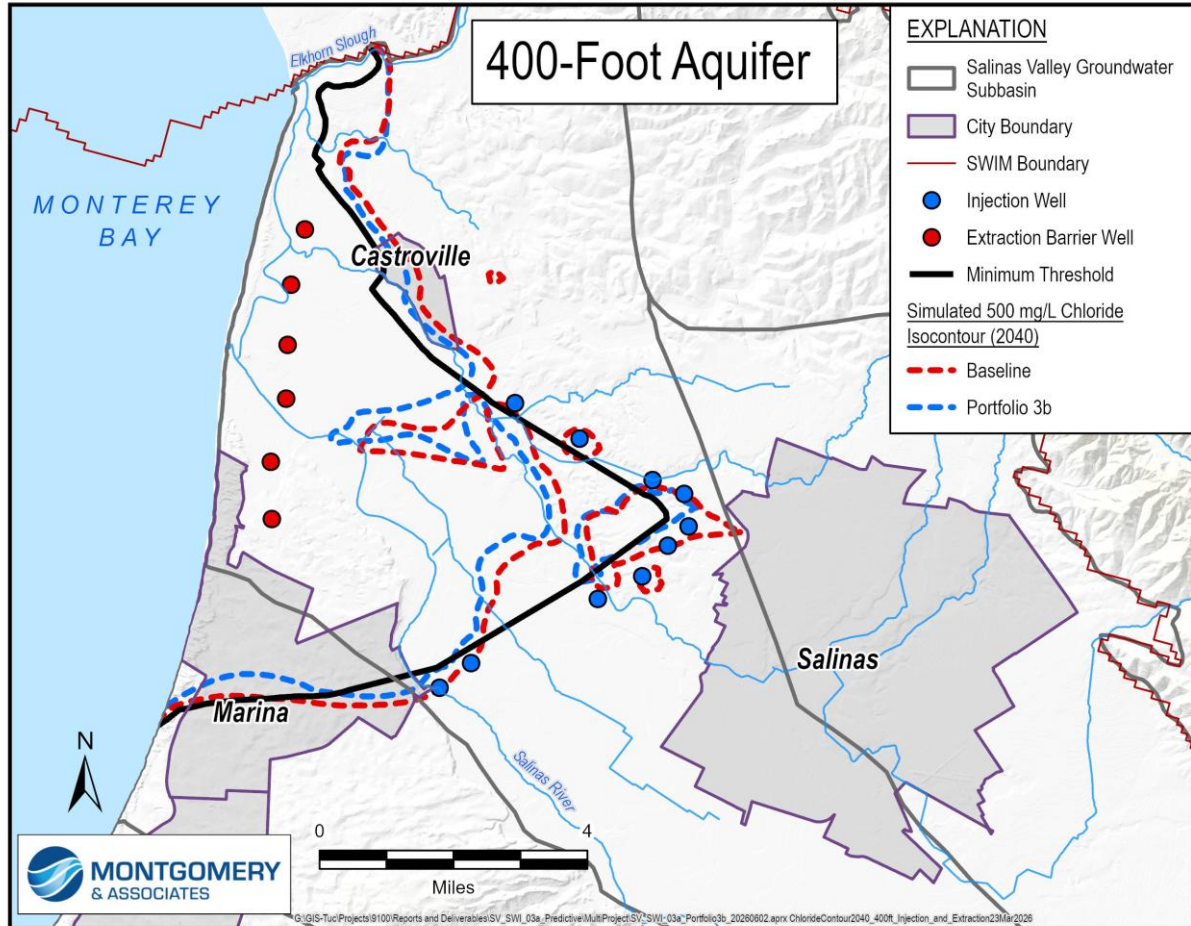 400-Foot Aquifer
Elkhorn Slough
MONTEREY
BAY
Castroville
Salinas
Marina
Salinas River
N
0 4
Miles
MONTGOMERY
& ASSOCIATES
G:\GIS-Tuc\Projects\9100\Reports and Deliverables\SV_SWI_03a_Predictive\MultiProject\SV_SWI_03a_Portfolio3b_20260602.aprx ChlorideContour2040_400ft_Injection_and_Extraction23Mar2026
EXPLANATION
Salinas Valley Groundwater
Subbasin
City Boundary
SWIM Boundary
Injection Well
Extraction Barrier Well
Minimum Threshold
Simulated 500 mg/L Chloride
Isocontour (2040)
Baseline
Portfolio 3b